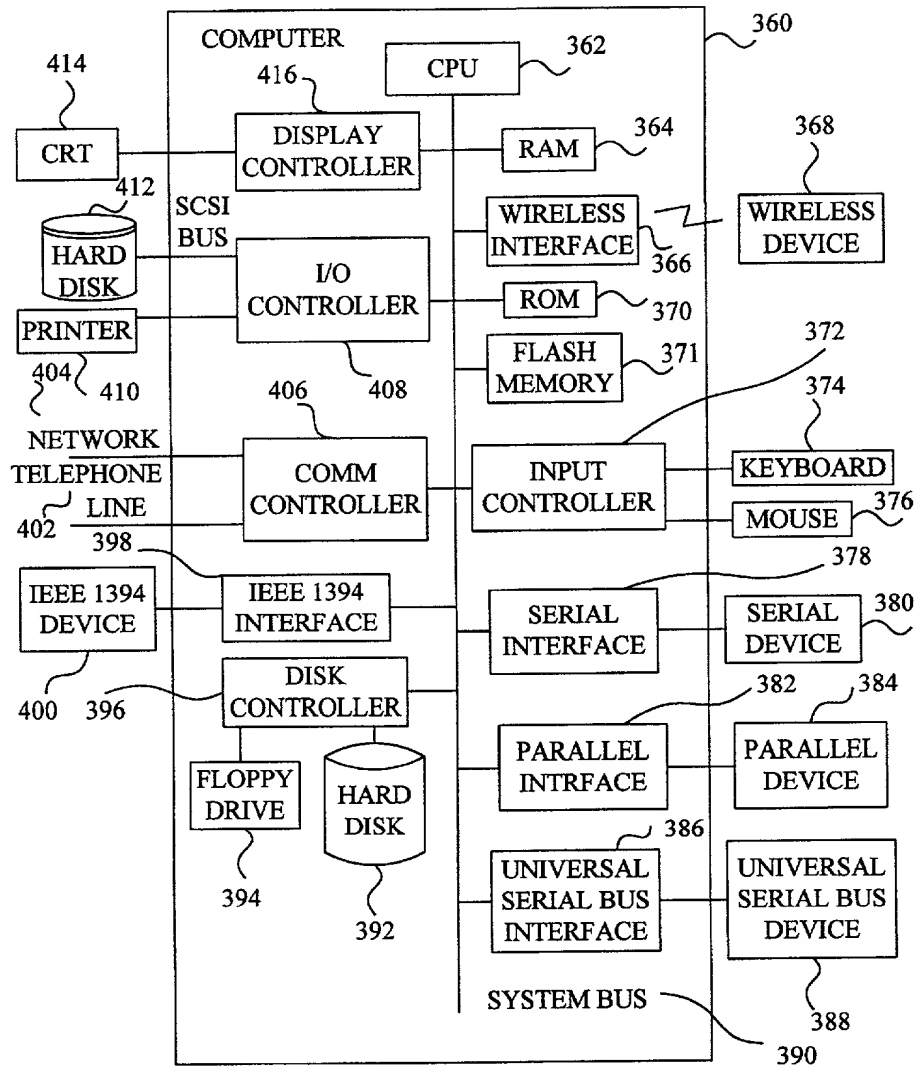 COMPUTER
360
362
CPU
414
416
CRT
DISPLAY
CONTROLLER
RAM
364
368
412
HARD
DISK
SCSI
BUS
WIRELESS
INTERFACE
366
WIRELESS
DEVICE
I/O
CONTROLLER
408
ROM
370
PRINTER
410
FLASH
MEMORY
371
372
404
406
374
NETWORK
TELEPHONE
LINE
402
COMM
CONTROLLER
INPUT
CONTROLLER
KEYBOARD
MOUSE
376
398
378
IEEE 1394
DEVICE
400
IEEE 1394
INTERFACE
SERIAL
INTERFACE
SERIAL
DEVICE
380
396
DISK
CONTROLLER
382
384
FLOPPY
DRIVE
394
HARD
DISK
392
PARALLEL
INTRFACE
PARALLEL
DEVICE
386
UNIVERSAL
SERIAL BUS
INTERFACE
UNIVERSAL
SERIAL BUS
DEVICE
388
SYSTEM BUS
390